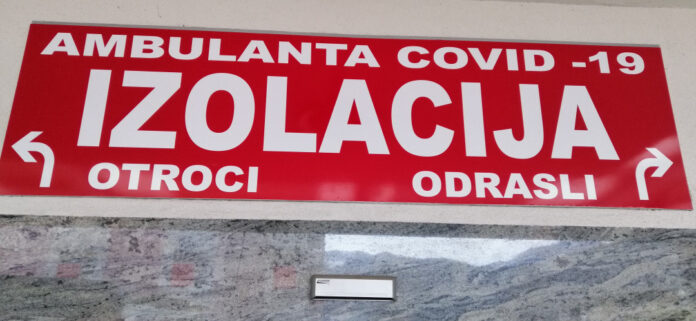 AMBULANTA COVID -19
IZOLACIJA
OTROCI ODRASLI